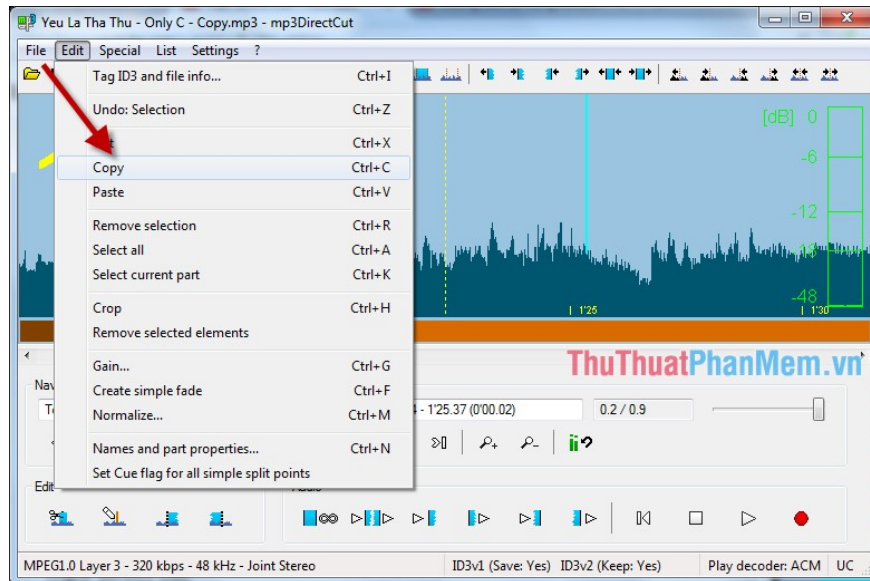 Yeu La Tha Thu - Only C - Copy.mp3 - mp3DirectCut
File Edit Special List Settings ?
Tag ID3 and file info... Ctrl+I
Undo: Selection Ctrl+Z
Ctrl+X
Copy Ctrl+C
Paste Ctrl+V
Remove selection Ctrl+R
Select all Ctrl+A
Select current part Ctrl+K
Crop Ctrl+H
Remove selected elements
Gain... Ctrl+G
Create simple fade Ctrl+F
Normalize... Ctrl+M
Names and part properties... Ctrl+N
Set Cue flag for all simple split points
[dB] 0
-6
-12
-18
-48
1'25 1'30
ThuThuatPhanMem.vn
- 1'25.37 (0'00.02) 0.2 / 0.9
Edit
MPEG1.0 Layer 3 - 320 kbps - 48 kHz - Joint Stereo ID3v1 (Save: Yes) ID3v2 (Keep: Yes) Play decoder: ACM UC